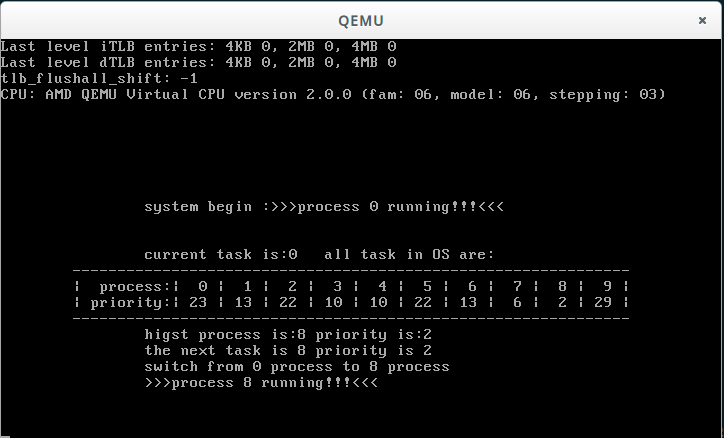 QEMU ×
Last level iTLB entries: 4KB 0, 2MB 0, 4MB 0
Last level dTLB entries: 4KB 0, 2MB 0, 4MB 0
tlb_flushall_shift: -1
CPU: AMD QEMU Virtual CPU version 2.0.0 (fam: 06, model: 06, stepping: 03)
system begin :>>>process 0 running!!!<<<
current task is:0   all task in OS are:
--------------------------------------------------------------
|  process:|  0 |  1 |  2 |  3 |  4 |  5 |  6 |  7 |  8 |  9 |
| priority:| 23 | 13 | 22 | 10 | 10 | 22 | 13 |  6 |  2 | 29 |
--------------------------------------------------------------
higst process is:8 priority is:2
the next task is 8 priority is 2
switch from 0 process to 8 process
>>>process 8 running!!!<<<